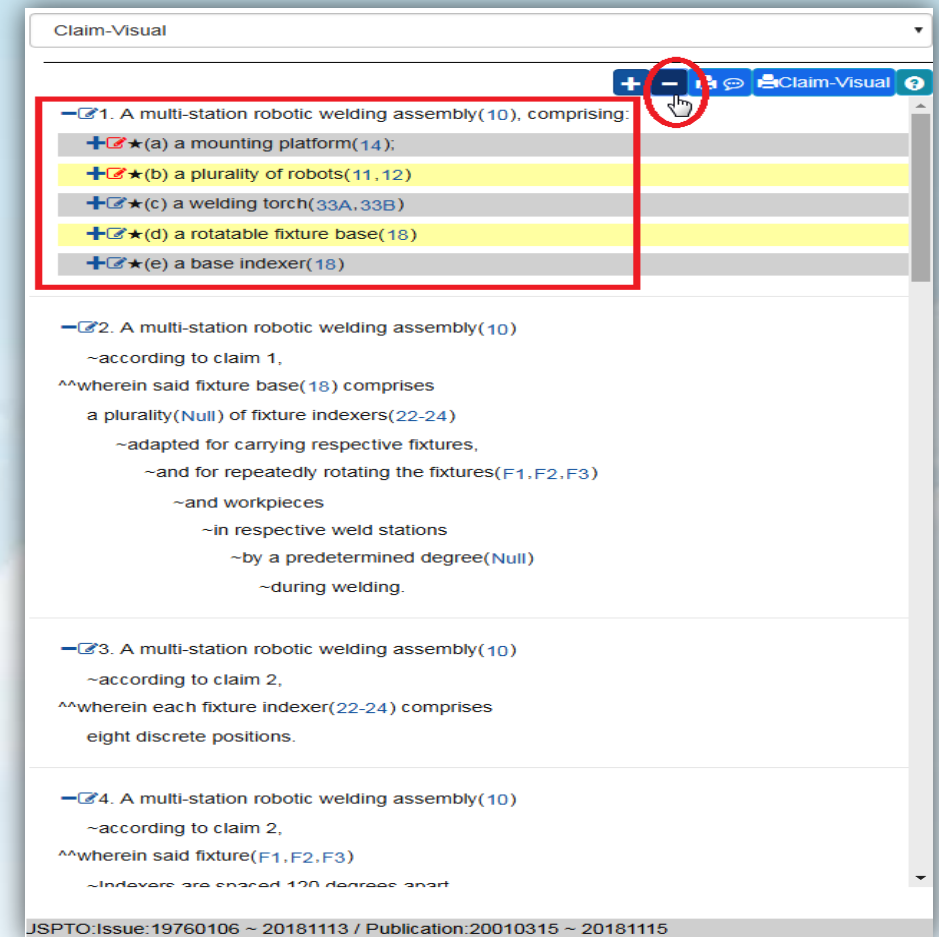 Claim-Visual
Claim-Visual
1. A multi-station robotic welding assembly(10), comprising:
★(a) a mounting platform(14);
★(b) a plurality of robots(11,12)
★(c) a welding torch(33A,33B)
★(d) a rotatable fixture base(18)
★(e) a base indexer(18)
2. A multi-station robotic welding assembly(10)
~according to claim 1,
^^wherein said fixture base(18) comprises
a plurality(Null) of fixture indexers(22-24)
~adapted for carrying respective fixtures,
~and for repeatedly rotating the fixtures(F1,F2,F3)
~and workpieces
~in respective weld stations
~by a predetermined degree(Null)
~during welding.
3. A multi-station robotic welding assembly(10)
~according to claim 2,
^^wherein each fixture indexer(22-24) comprises
eight discrete positions.
4. A multi-station robotic welding assembly(10)
~according to claim 2,
^^wherein said fixture(F1,F2,F3)
~Indexers are spaced 120 degrees apart
JSPTO:Issue:19760106 ~ 20181113 / Publication:20010315 ~ 20181115